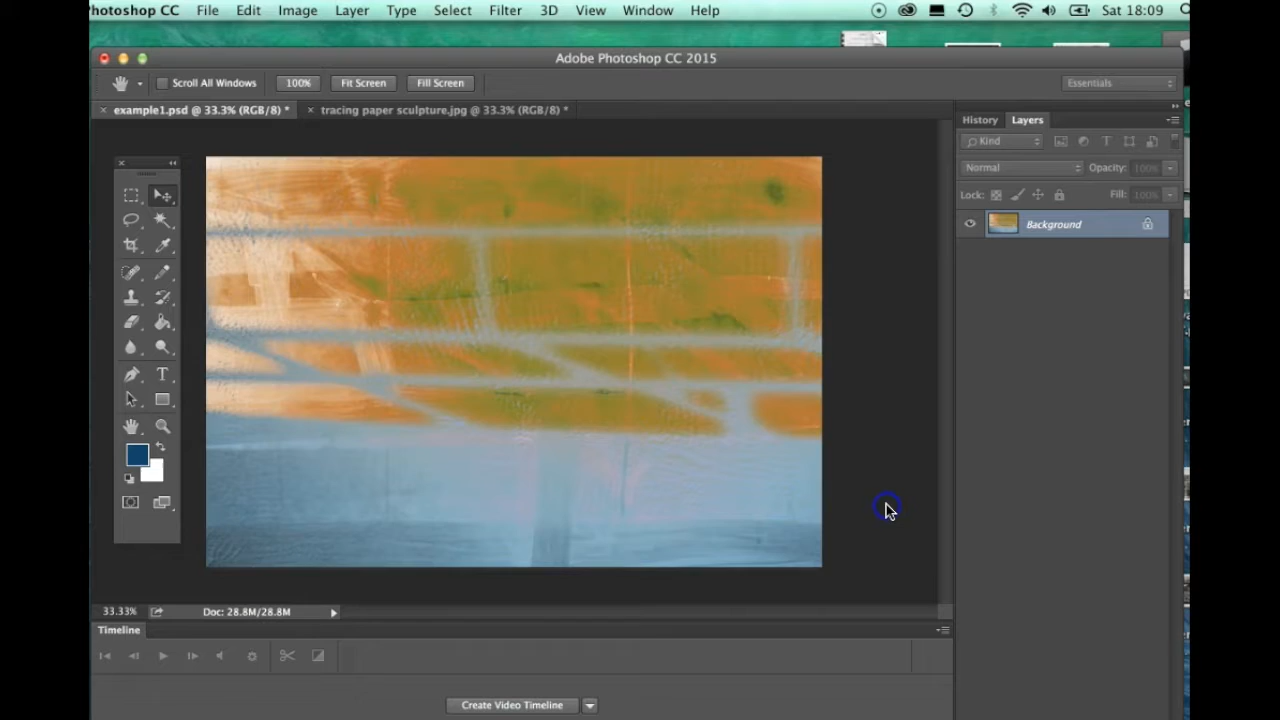 Photoshop CC File Edit Image Layer Type Select Filter 3D View Window Help Sat 18:09
Adobe Photoshop CC 2015
Scroll All Windows 100% Fit Screen Fill Screen Essentials
example1.psd @ 33.3% (RGB/8) * tracing paper sculpture.jpg @ 33.3% (RGB/8) *
History Layers
Kind
Normal Opacity: 100%
Lock: Fill: 100%
Background
33.33% Doc: 28.8M/28.8M
Timeline
Create Video Timeline